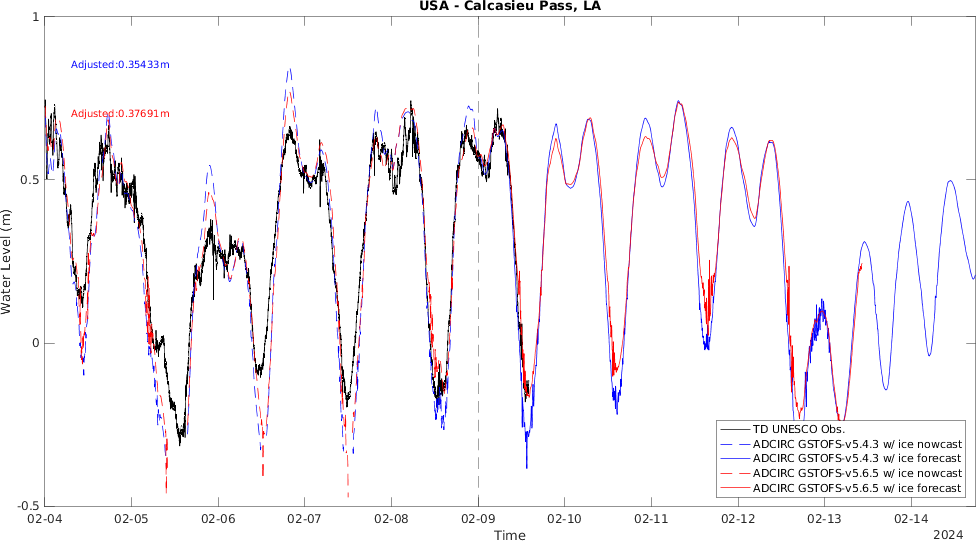 USA - Calcasieu Pass, LA
1
Adjusted:0.35433m
Adjusted:0.37691m
0.5
Water Level (m)
0
TD UNESCO Obs.
ADCIRC GSTOFS-v5.4.3 w/ ice nowcast
ADCIRC GSTOFS-v5.4.3 w/ ice forecast
ADCIRC GSTOFS-v5.6.5 w/ ice nowcast
ADCIRC GSTOFS-v5.6.5 w/ ice forecast
-0.5
02-04 02-05 02-06 02-07 02-08 02-09 02-10 02-11 02-12 02-13 02-14
Time
2024